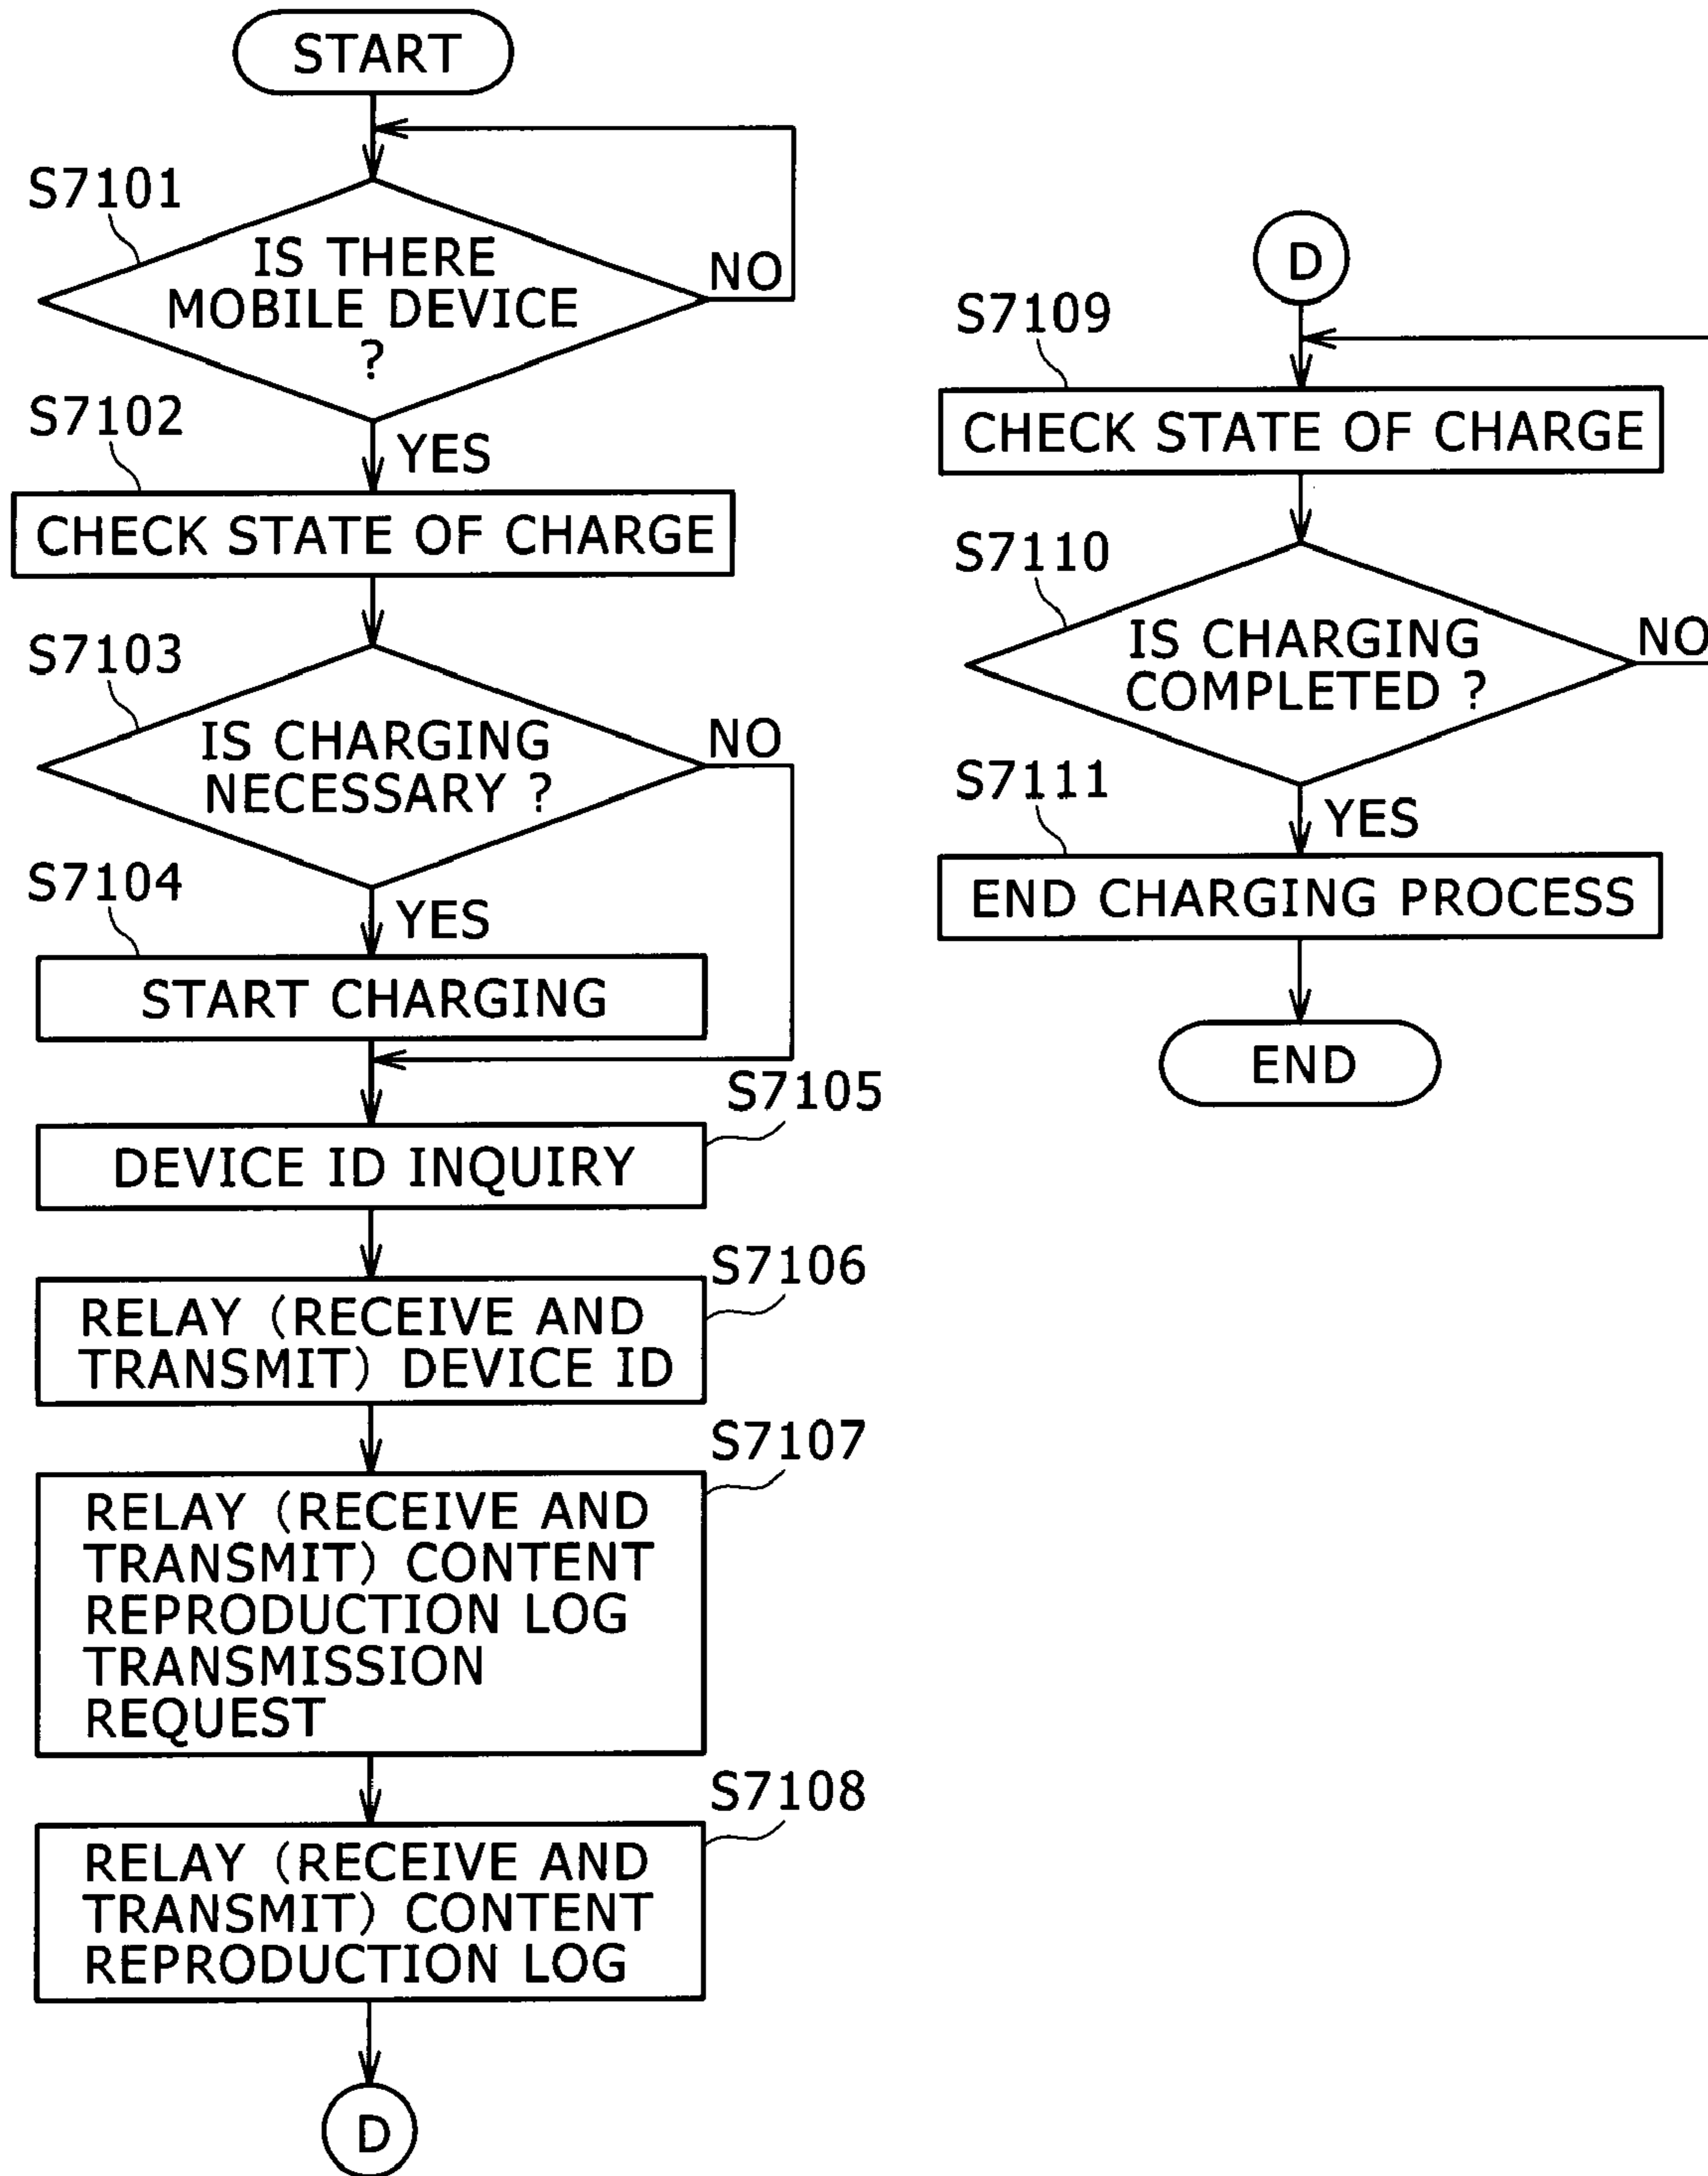 START
S7101
IS THERE
MOBILE DEVICE
?
NO
YES
S7102
CHECK STATE OF CHARGE
S7103
IS CHARGING
NECESSARY ?
NO
YES
S7104
START CHARGING
S7105
DEVICE ID INQUIRY
S7106
RELAY (RECEIVE AND
TRANSMIT) DEVICE ID
S7107
RELAY (RECEIVE AND
TRANSMIT) CONTENT
REPRODUCTION LOG
TRANSMISSION
REQUEST
S7108
RELAY (RECEIVE AND
TRANSMIT) CONTENT
REPRODUCTION LOG
D
D
S7109
CHECK STATE OF CHARGE
S7110
IS CHARGING
COMPLETED ?
NO
YES
S7111
END CHARGING PROCESS
END